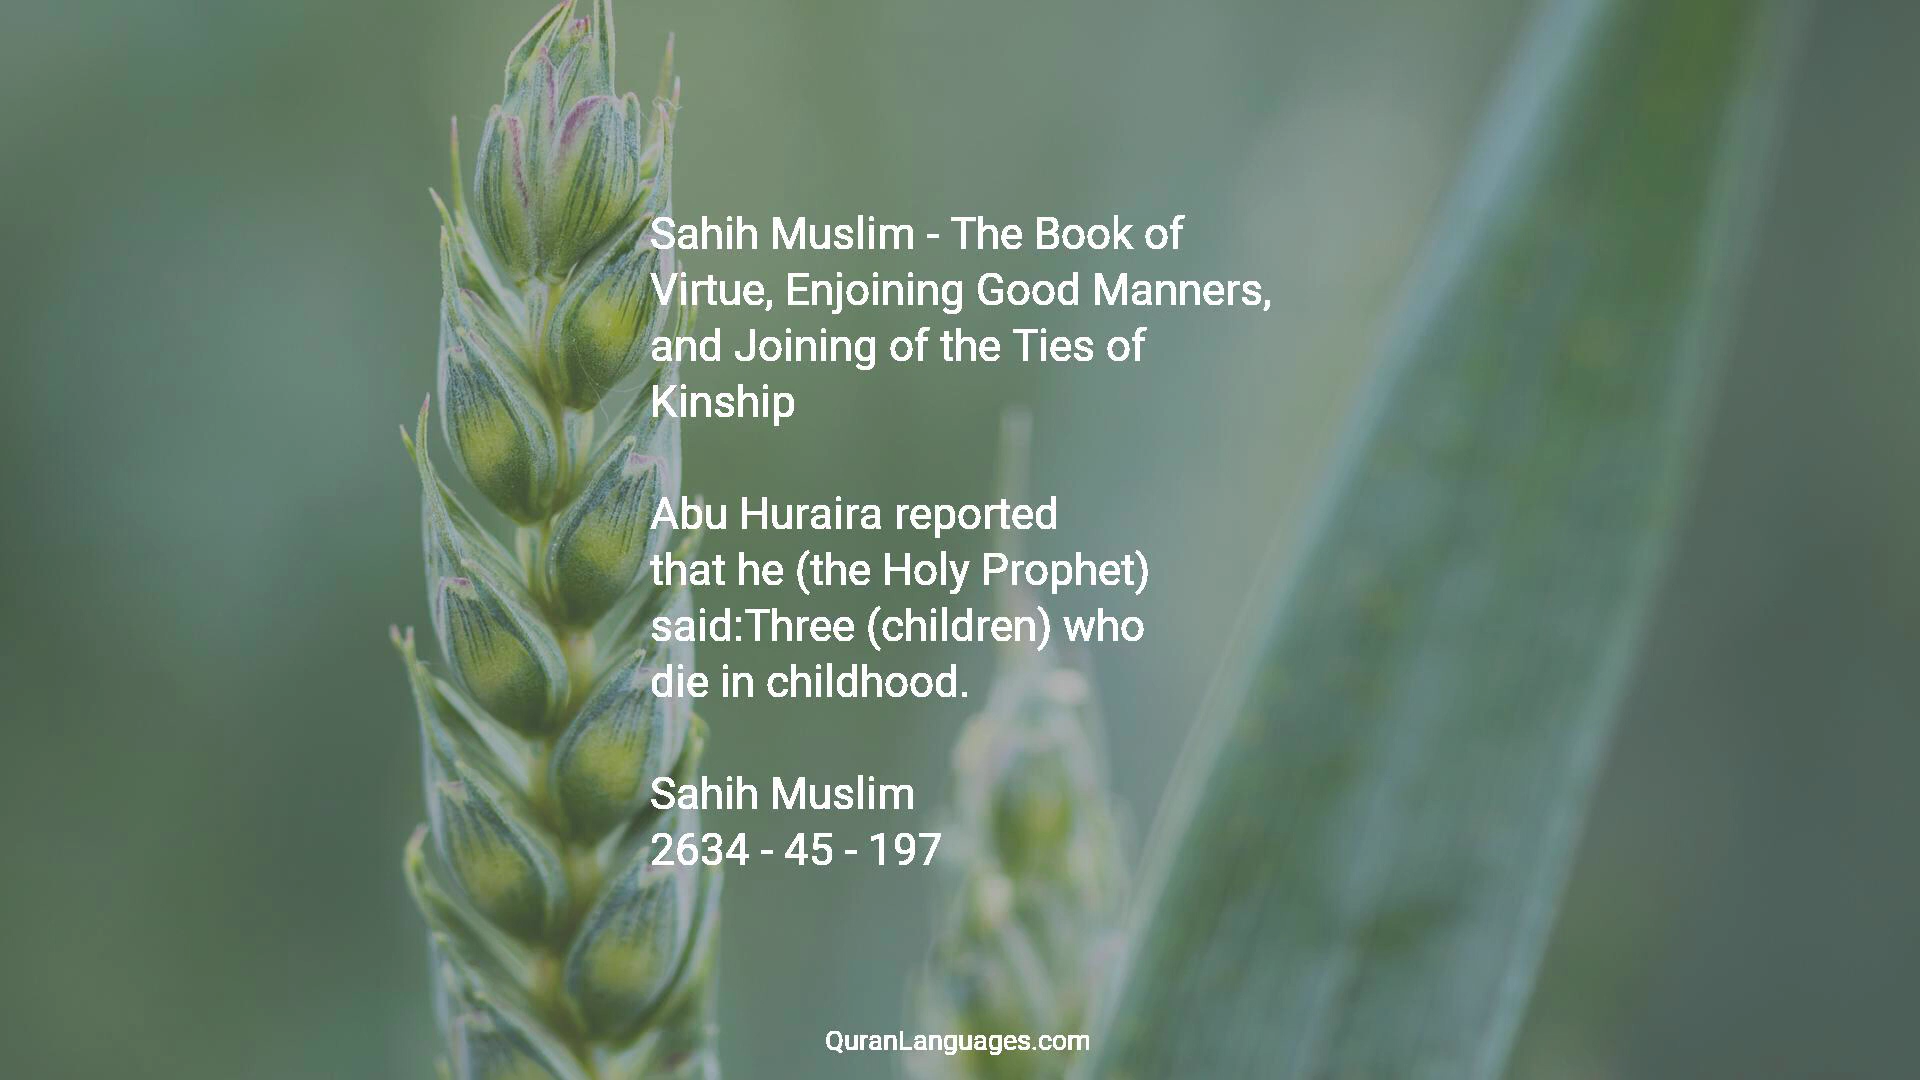 Sahih Muslim - The Book of
Virtue, Enjoining Good Manners,
and Joining of the Ties of
Kinship
Abu Huraira reported
that he (the Holy Prophet)
said:Three (children) who
die in childhood.
Sahih Muslim
2634 - 45 - 197
QuranLanguages.com